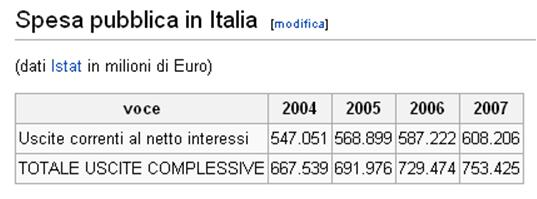 Spesa pubblica in Italia [modifica]
(dati Istat in milioni di Euro)
voce 2004 2005 2006 2007
Uscite correnti al netto interessi 547.051 568.899 587.222 608.206
TOTALE USCITE COMPLESSIVE 667.539 691.976 729.474 753.425